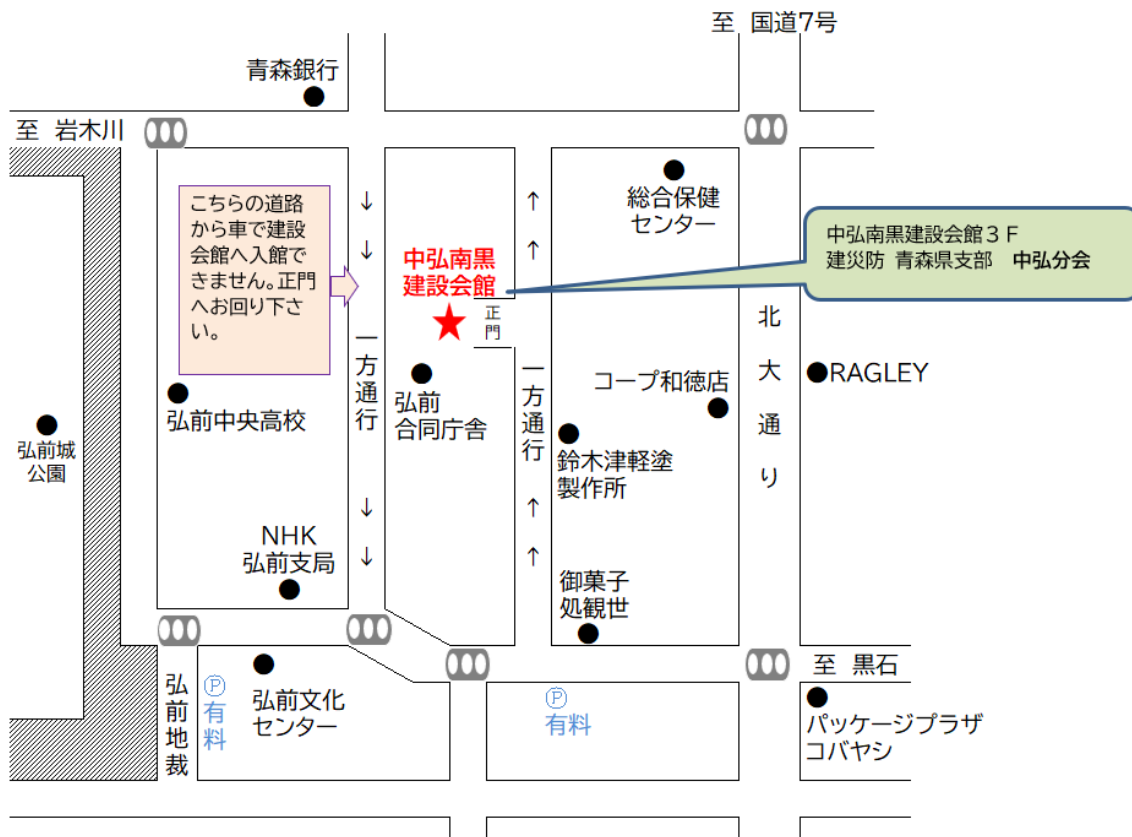 至 国道7号
青森銀行
至 岩木川
総合保健
センター
こちらの道路
から車で建設
会館へ入館で
きません。正門
へお回り下さ
い。
↓
↓
↑
↑
中弘南黒
建設会館
正
門
中弘南黒建設会館３Ｆ
建災防 青森県支部 中弘分会
北大通り
一方通行
一方通行
コープ和徳店
RAGLEY
弘前中央高校
弘前
合同庁舎
弘前城
公園
鈴木津軽塗
製作所
↓
↓
↑
↑
NHK
弘前支局
御菓子
処観世
至 黒石
弘前地裁
Ⓟ
有料
弘前文化
センター
Ⓟ
有料
パッケージプラザ
コバヤシ